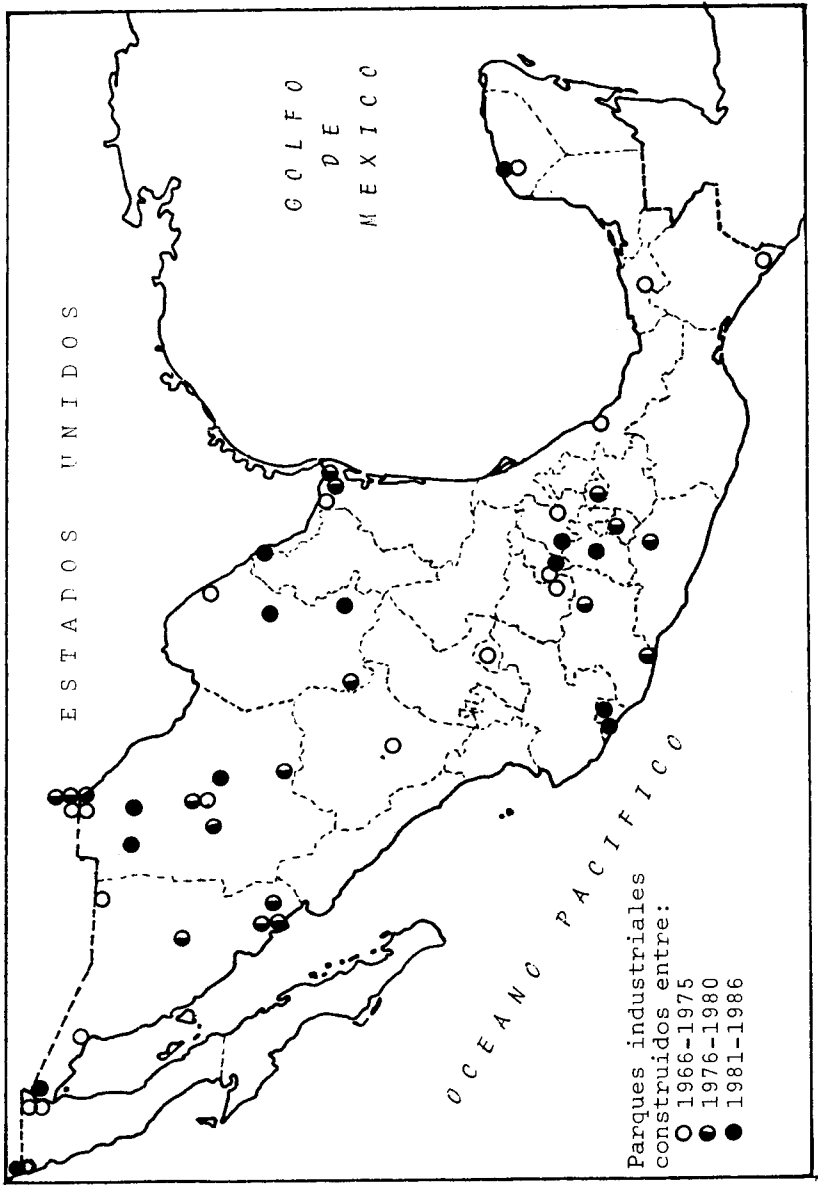 ESTADOS UNIDOS
GOLFO
DE
MEXICO
OCEANO PACIFICO
Parques industriales
construidos entre:
1966-1975
1976-1980
1981-1986